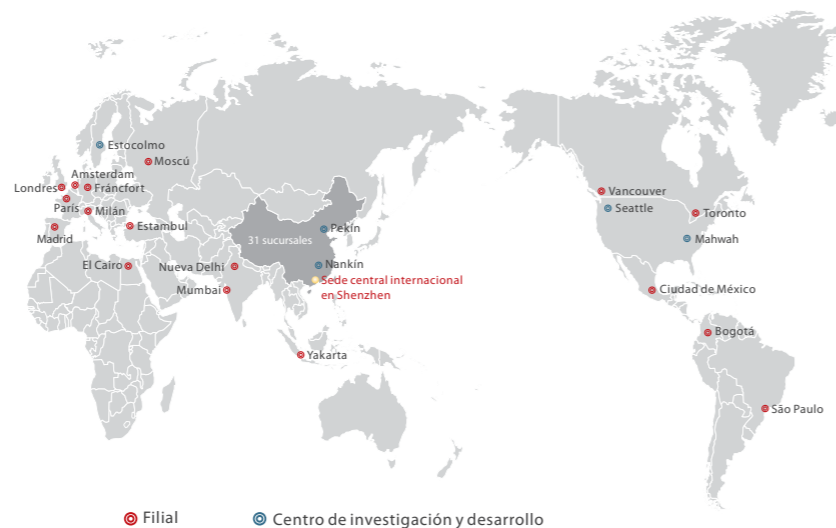 Estocolmo
Moscú
Amsterdam
Londres
Fráncfort
París
Milán
Madrid
Estambul
El Cairo
Nueva Delhi
Mumbai
31 sucursales
Pekín
Nankín
Sede central internacional
en Shenzhen
Yakarta
Vancouver
Seattle
Toronto
Mahwah
Ciudad de México
Bogotá
São Paulo
Filial
Centro de investigación y desarrollo